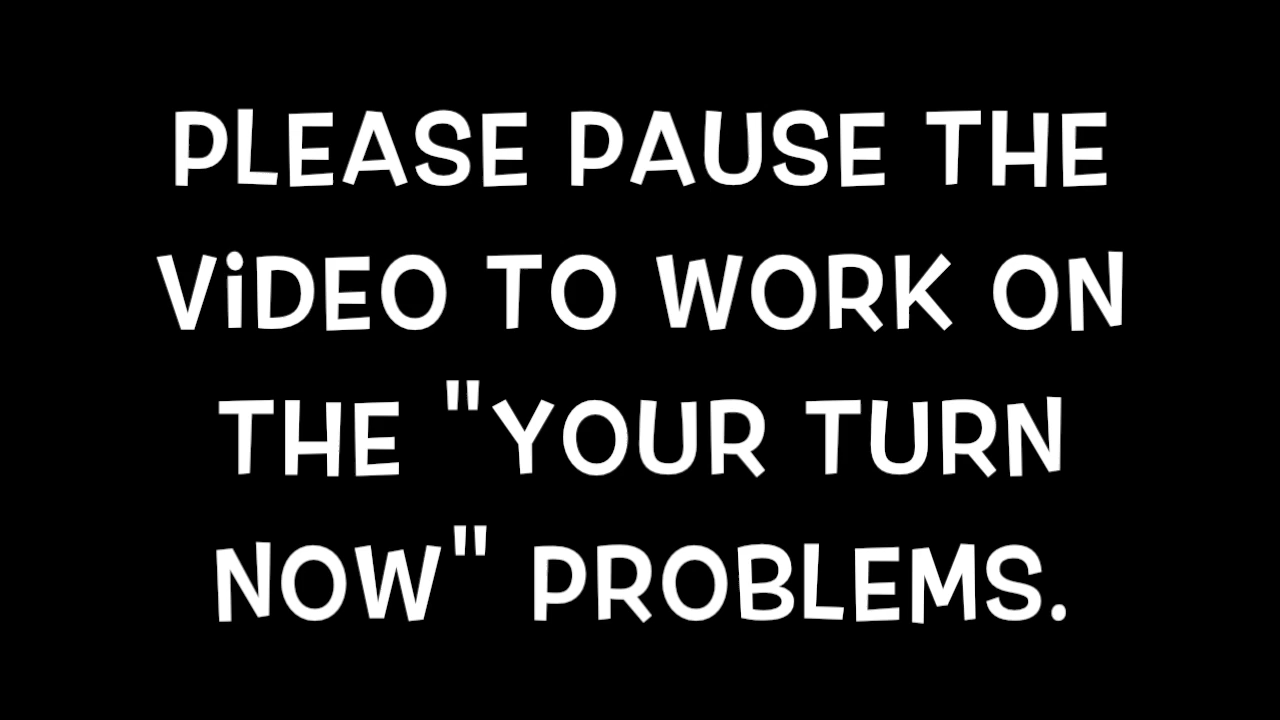 PLEASE PAUSE THE
ViDEO TO WORK ON
THE "YOUR TURN
NOW" PROBLEMS.